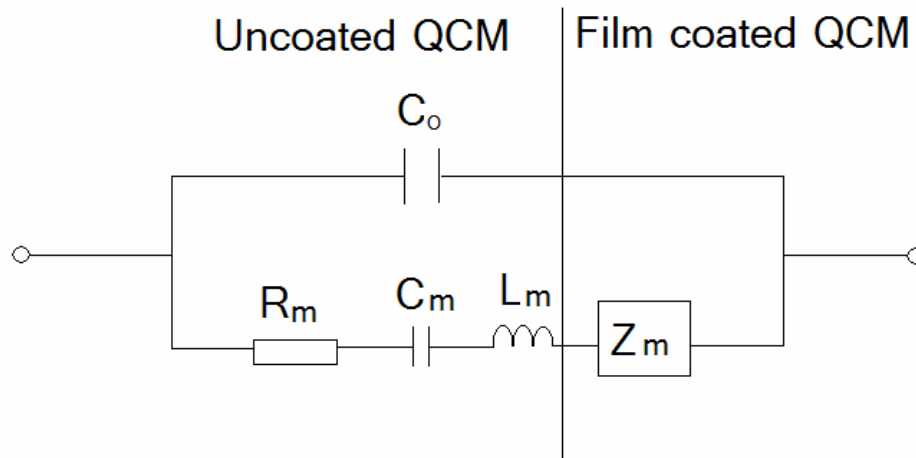 Uncoated QCM
Film coated QCM
Co
Rm
Cm
Lm
Zm